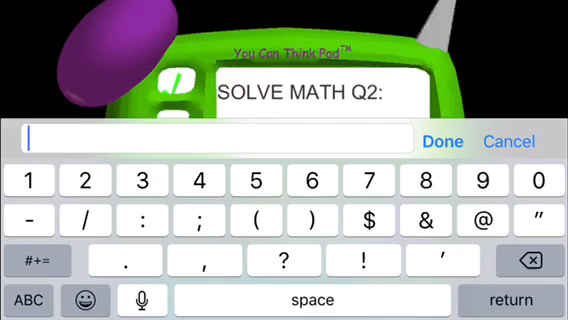 You Can Think Pad™
SOLVE MATH Q2:
Done Cancel
1 2 3 4 5 6 7 8 9 0
- / : ; ( ) $ & @ "
#+= . , ? ! '
ABC space return